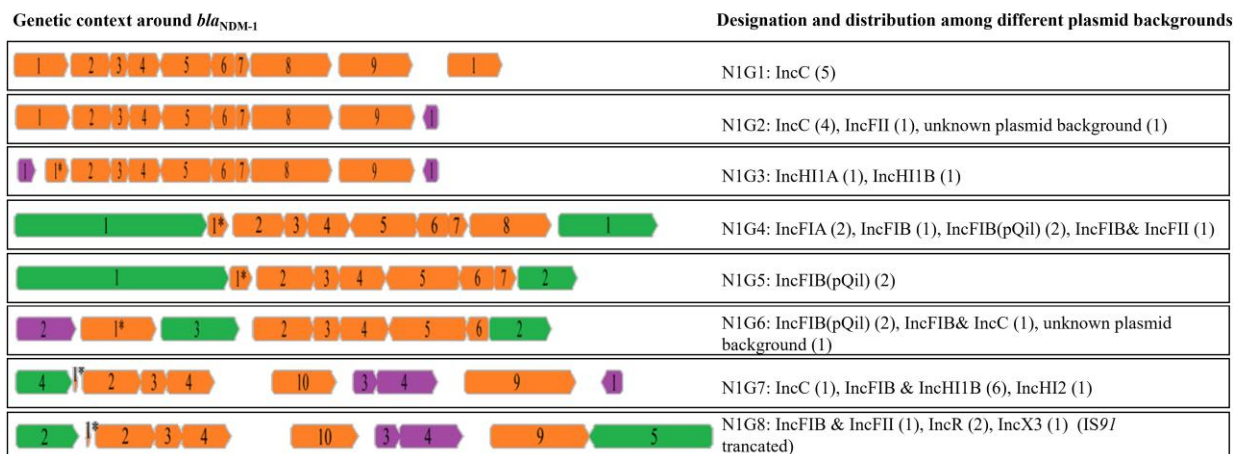 Genetic context around blaNDM-1 Designation and distribution among different plasmid backgrounds
1 2 3 4 5 6 7 8 9 1 N1G1: IncC (5)
1 2 3 4 5 6 7 8 9 1 N1G2: IncC (4), IncFII (1), unknown plasmid background (1)
1 1* 2 3 4 5 6 7 8 9 1 N1G3: IncHI1A (1), IncHI1B (1)
1 1* 2 3 4 5 6 7 8 1 N1G4: IncFIA (2), IncFIB (1), IncFIB(pQil) (2), IncFIB& IncFII (1)
1 1* 2 3 4 5 6 7 2 N1G5: IncFIB(pQil) (2)
2 1* 3 2 3 4 5 6 2 N1G6: IncFIB(pQil) (2), IncFIB& IncC (1), unknown plasmid
background (1)
4 1* 2 3 4 10 3 4 9 1 N1G7: IncC (1), IncFIB & IncHI1B (6), IncHI2 (1)
2 1* 2 3 4 10 3 4 9 5 N1G8: IncFIB & IncFII (1), IncR (2), IncX3 (1) (IS91
trancated)